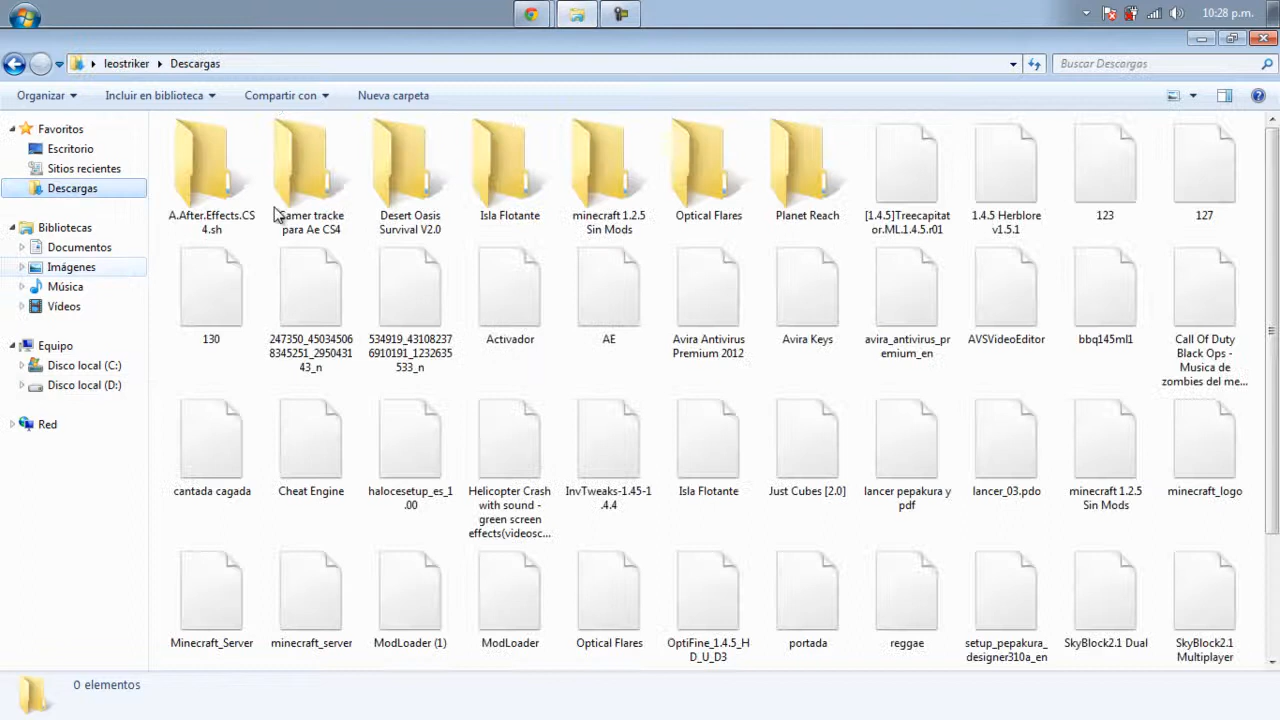 10:28 p.m.
leostriker
Descargas
Buscar Descargas
Organizar
Incluir en biblioteca
Compartir con
Nueva carpeta
Favoritos
Escritorio
Sitios recientes
Descargas
Bibliotecas
Documentos
Imágenes
Música
Vídeos
Equipo
Disco local (C:)
Disco local (D:)
Red
A.After.Effects.CS
4.sh
Gamer tracke
para Ae CS4
Desert Oasis
Survival V2.0
Isla Flotante
minecraft 1.2.5
Sin Mods
Optical Flares
Planet Reach
[1.4.5]Treecapitat
or.ML.1.4.5.r01
1.4.5 Herblore
v1.5.1
123
127
130
247350_45034506
8345251_2950431
43_n
534919_43108237
6910191_1232635
533_n
Activador
AE
Avira Antivirus
Premium 2012
Avira Keys
avira_antivirus_pr
emium_en
AVSVideoEditor
bbq145ml1
Call Of Duty
Black Ops -
Musica de
zombies del me...
cantada cagada
Cheat Engine
halocesetup_es_1
.00
Helicopter Crash
with sound -
green screen
effects(videosc...
InvTweaks-1.45-1
.4.4
Isla Flotante
Just Cubes [2.0]
lancer pepakura y
pdf
lancer_03.pdo
minecraft 1.2.5
Sin Mods
minecraft_logo
Minecraft_Server
minecraft_server
ModLoader (1)
ModLoader
Optical Flares
OptiFine_1.4.5_H
D_U_D3
portada
reggae
setup_pepakura_
designer310a_en
SkyBlock2.1 Dual
SkyBlock2.1
Multiplayer
0 elementos